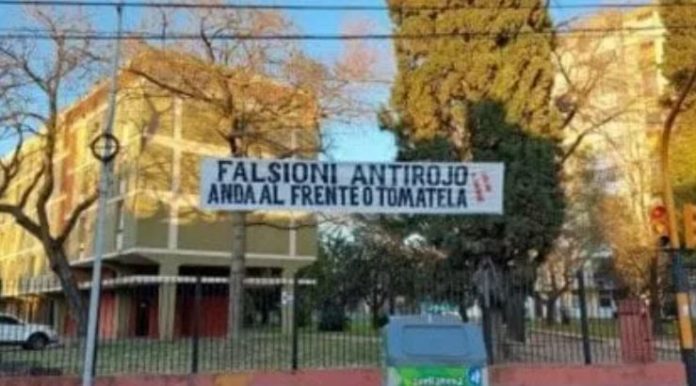 FALSIONI ANTIROJO
ANDA AL FRENTE O TOMATELA